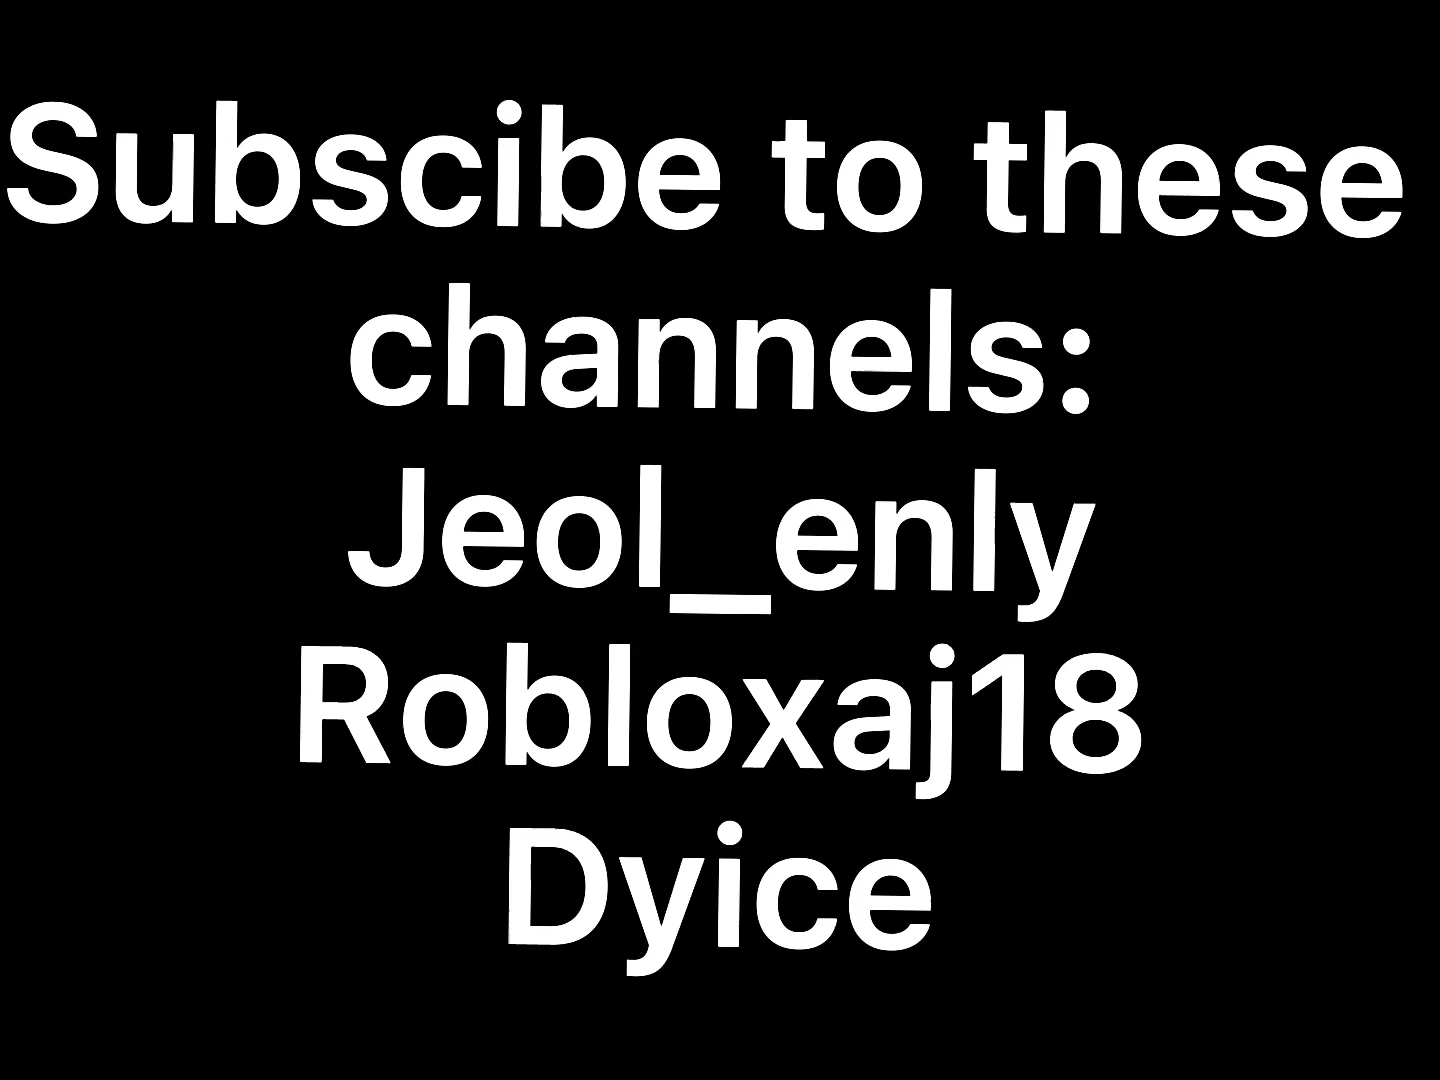 Subscibe to these
channels:
Jeol_enly
Robloxaj18
Dyice